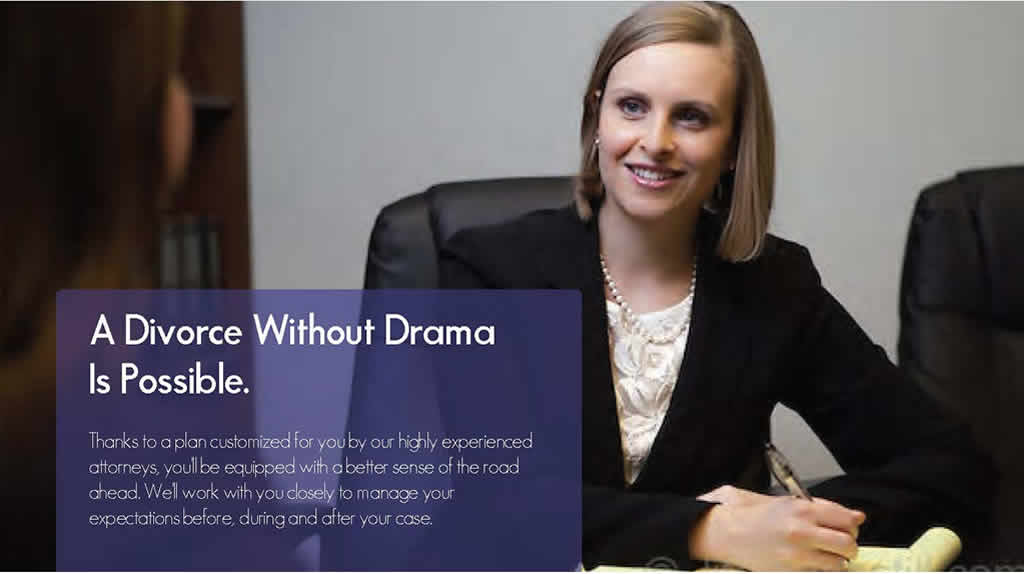 A Divorce Without Drama
Is Possible.
Thanks to a plan customized for you by our highly experienced
attorneys, you'll be equipped with a better sense of the road
ahead. We'll work with you closely to manage your
expectations before, during and after your case.